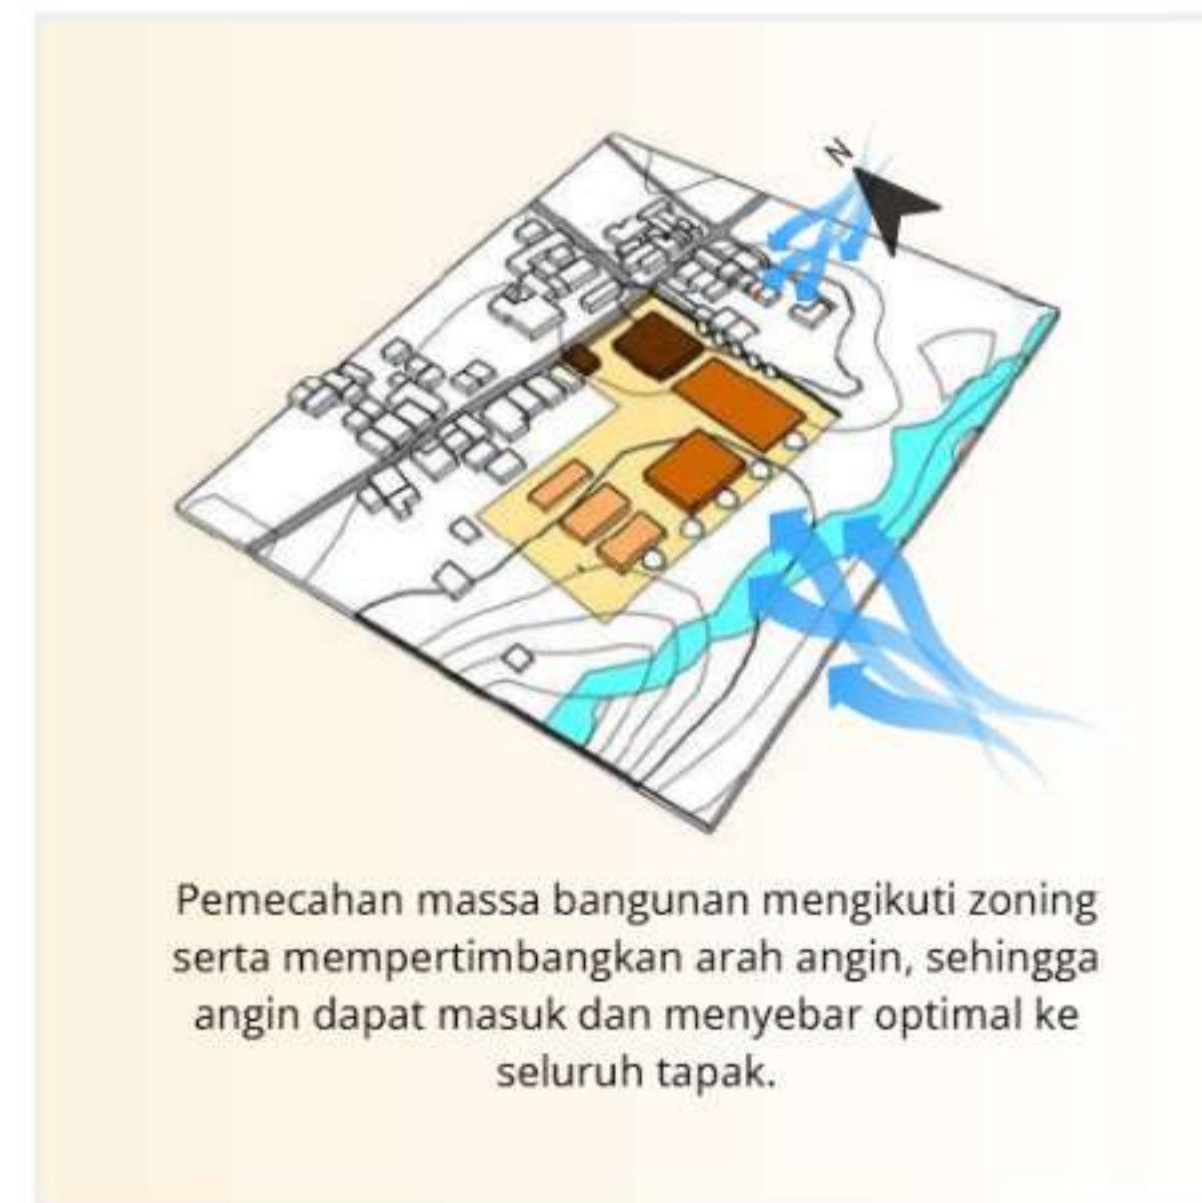 N
Pemecahan massa bangunan mengikuti zoning
serta mempertimbangkan arah angin, sehingga
angin dapat masuk dan menyebar optimal ke
seluruh tapak.